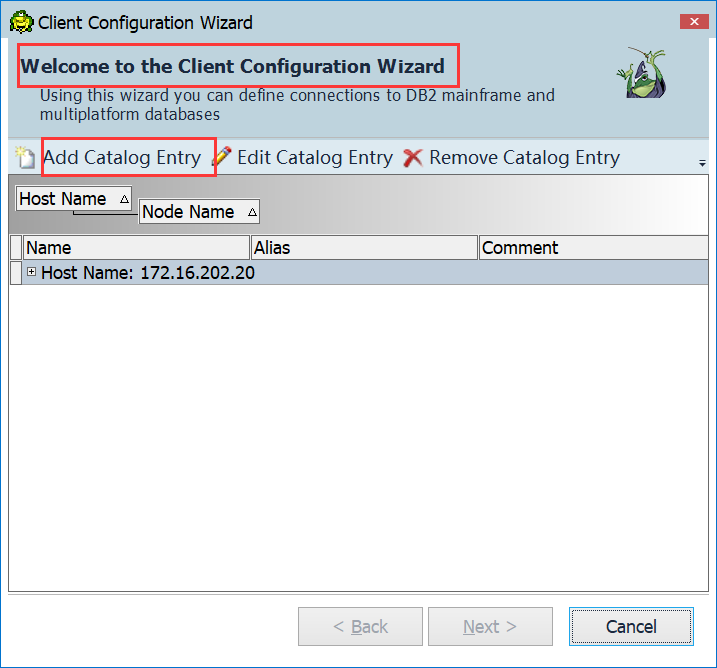 Client Configuration Wizard
Welcome to the Client Configuration Wizard
Using this wizard you can define connections to DB2 mainframe and
multiplatform databases
Add Catalog Entry Edit Catalog Entry Remove Catalog Entry
Host Name
Node Name
Name Alias Comment
Host Name: 172.16.202.20
< Back Next > Cancel